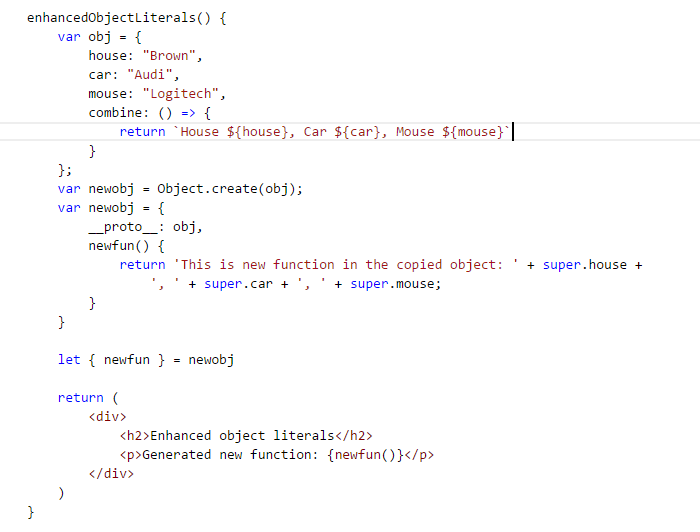 enhancedObjectLiterals() {
    var obj = {
        house: "Brown",
        car: "Audi",
        mouse: "Logitech",
        combine: () => {
            return `House ${house}, Car ${car}, Mouse ${mouse}`
        }
    };
    var newobj = Object.create(obj);
    var newobj = {
        __proto__: obj,
        newfun() {
            return 'This is new function in the copied object: ' + super.house +
                ', ' + super.car + ', ' + super.mouse;
        }
    }

    let { newfun } = newobj

    return (
        <div>
            <h2>Enhanced object literals</h2>
            <p>Generated new function: {newfun()}</p>
        </div>
    )
}